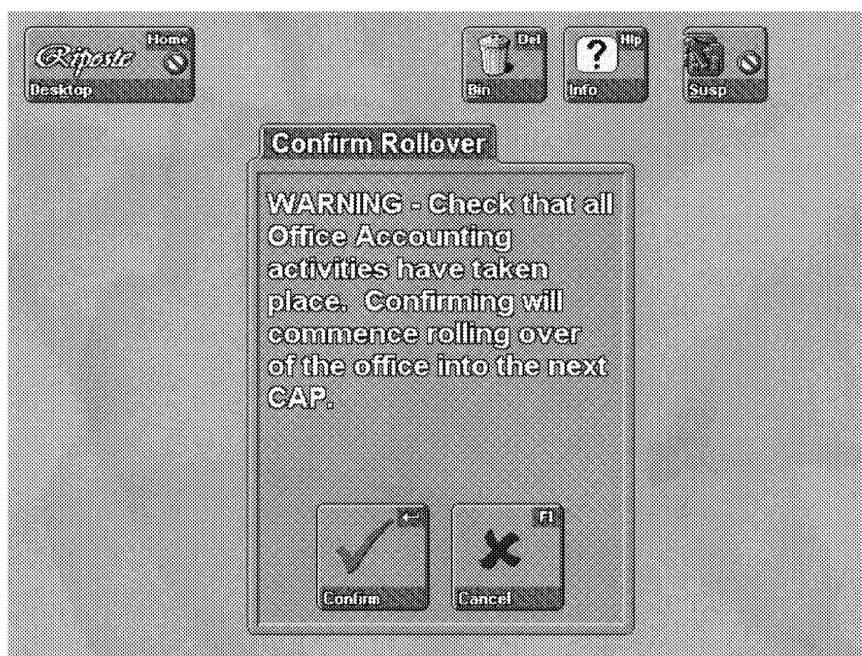 Riposte
Home
Desktop
Del
Bin
Hlp
Info
Susp
Confirm Rollover
WARNING - Check that all
Office Accounting
activities have taken
place. Confirming will
commence rolling over
of the office into the next
CAP.
Confirm
F1
Cancel